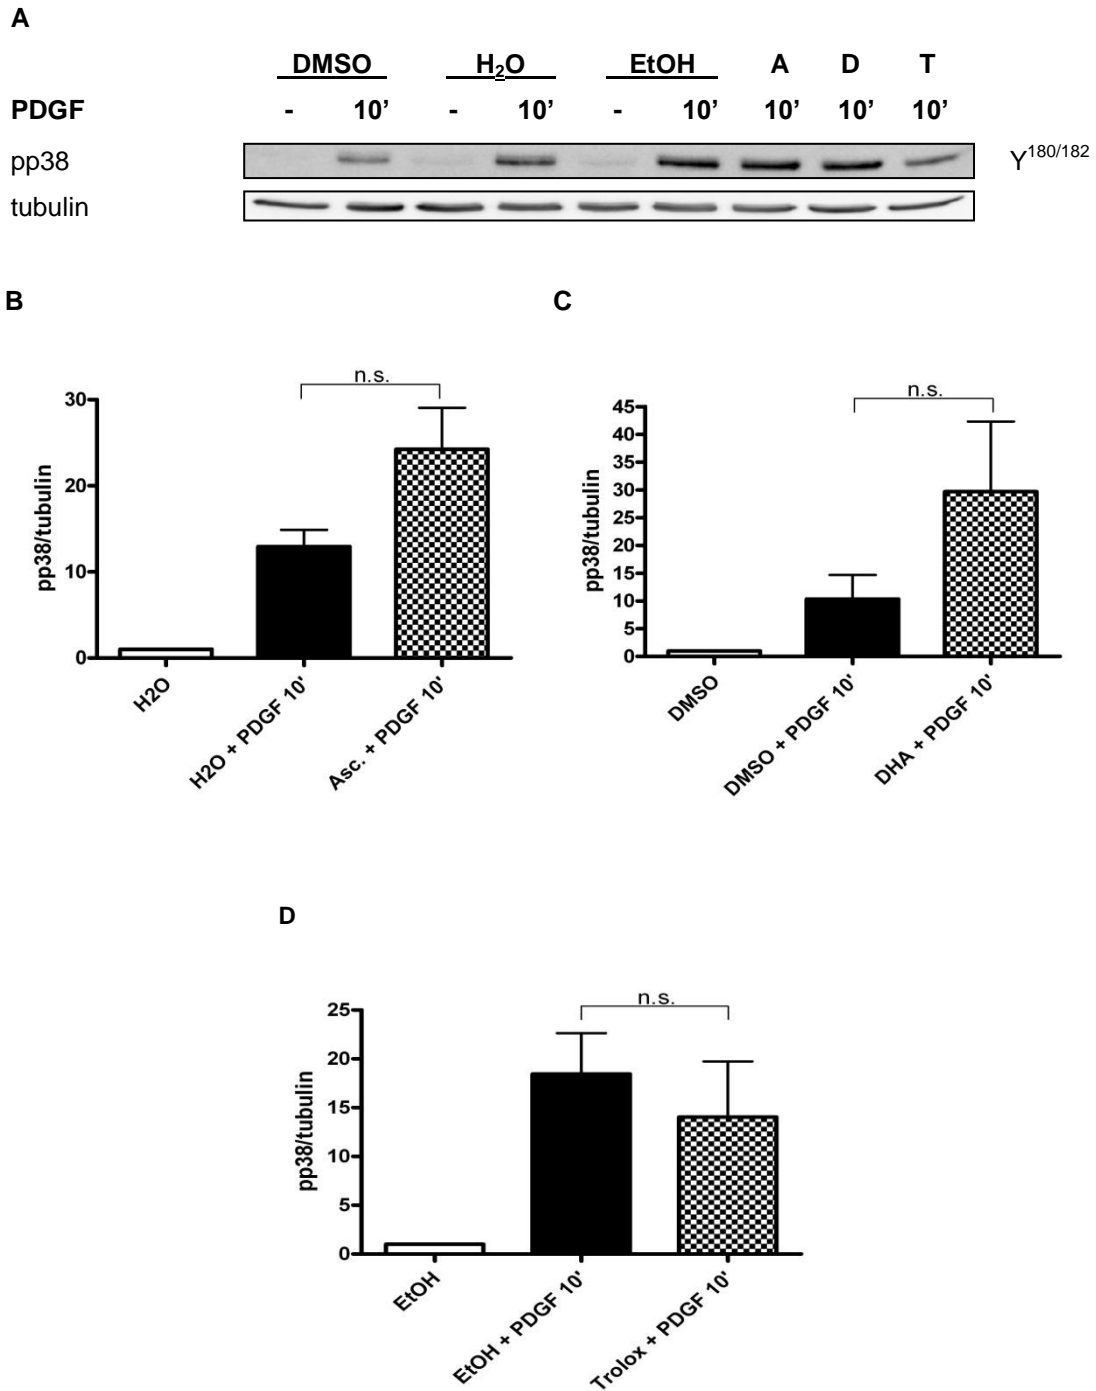 A
DMSO H₂O EtOH A D T
PDGF - 10’ - 10’ - 10’ 10’ 10’ 10’
pp38 Y180/182
tubulin
B
C
n.s.
30
20
10
0
pp38/tubulin
H2O
H2O + PDGF 10'
Asc. + PDGF 10'
n.s.
45
40
35
30
25
20
15
10
5
0
pp38/tubulin
DMSO
DMSO + PDGF 10'
DHA + PDGF 10'
D
n.s.
25
20
15
10
5
0
pp38/tubulin
EtOH
EtOH + PDGF 10'
Trolox + PDGF 10'